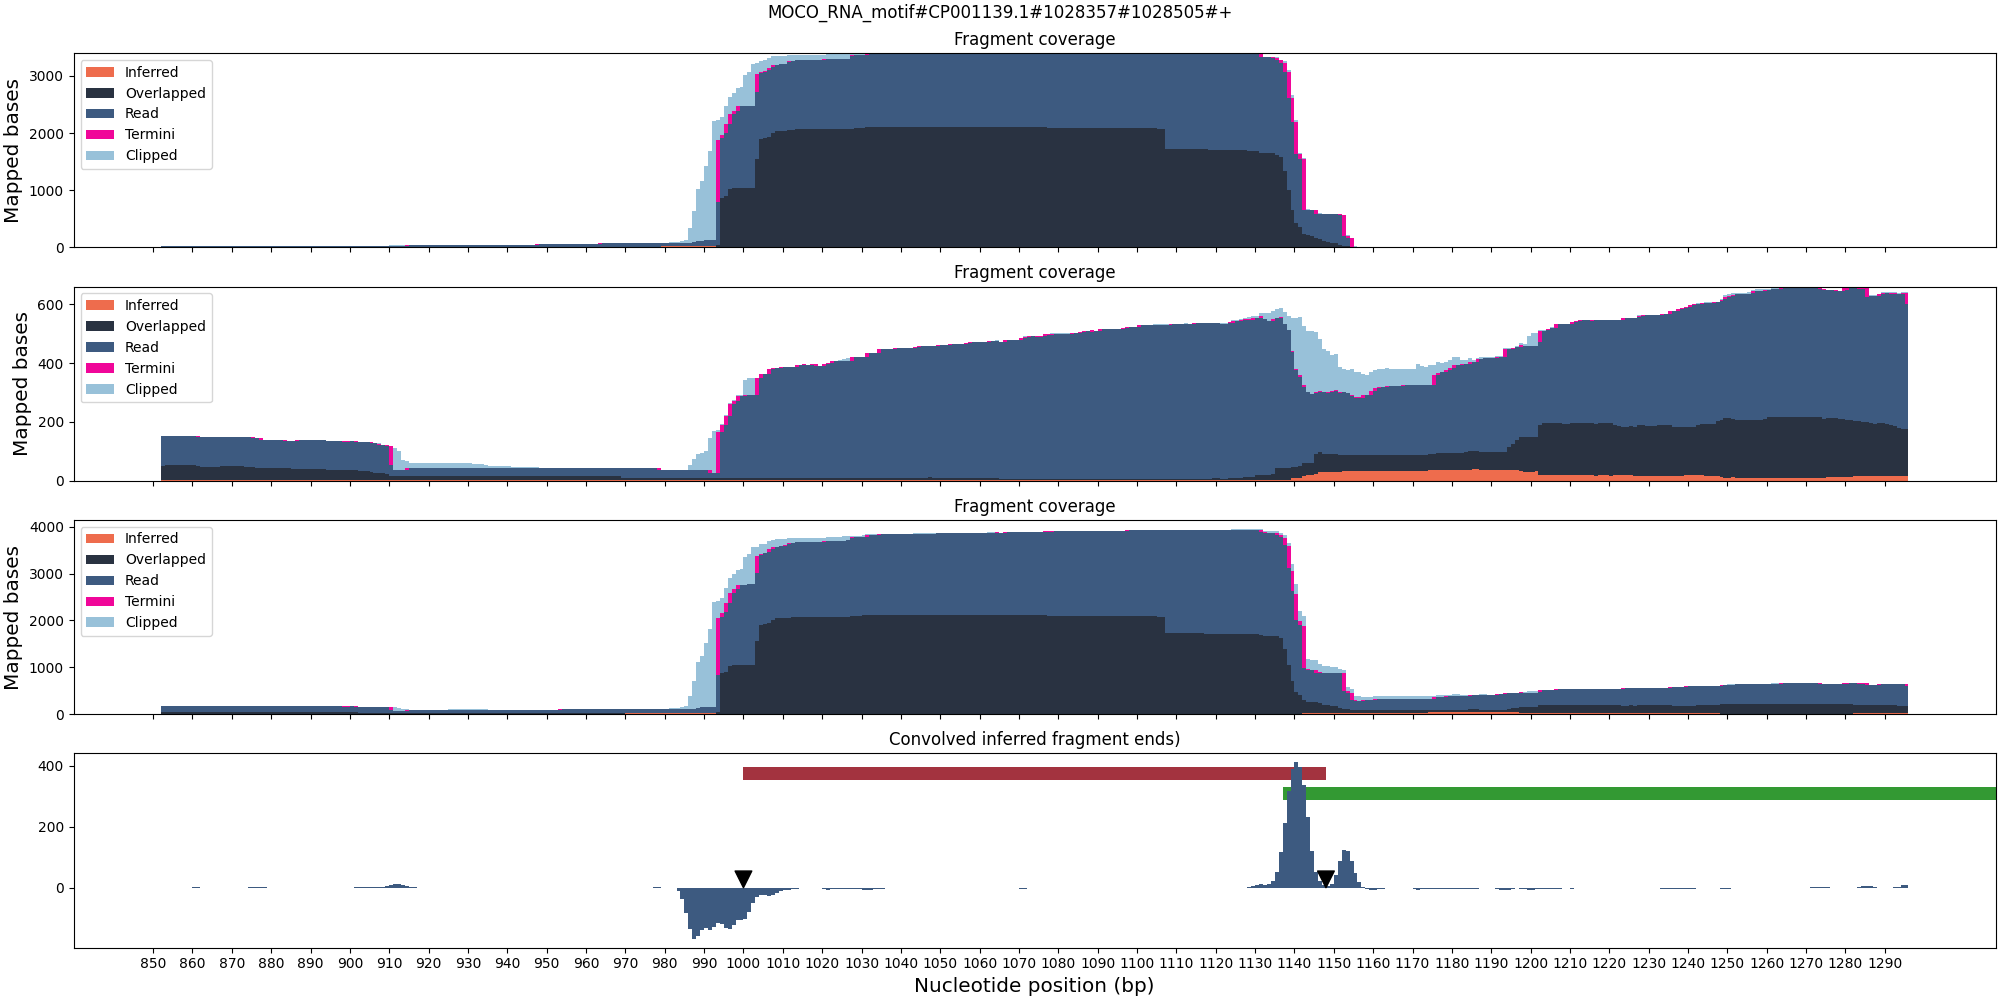 MOCO_RNA_motif#CP001139.1#1028357#1028505#+
Fragment coverage
Mapped bases
3000
2000
1000
0
Inferred
Overlapped
Read
Termini
Clipped
Fragment coverage
Mapped bases
600
400
200
0
Inferred
Overlapped
Read
Termini
Clipped
Fragment coverage
Mapped bases
4000
3000
2000
1000
0
Inferred
Overlapped
Read
Termini
Clipped
Convolved inferred fragment ends)
400
200
0
850 860 870 880 890 900 910 920 930 940 950 960 970 980 990 1000 1010 1020 1030 1040 1050 1060 1070 1080 1090 1100 1110 1120 1130 1140 1150 1160 1170 1180 1190 1200 1210 1220 1230 1240 1250 1260 1270 1280 1290
Nucleotide position (bp)